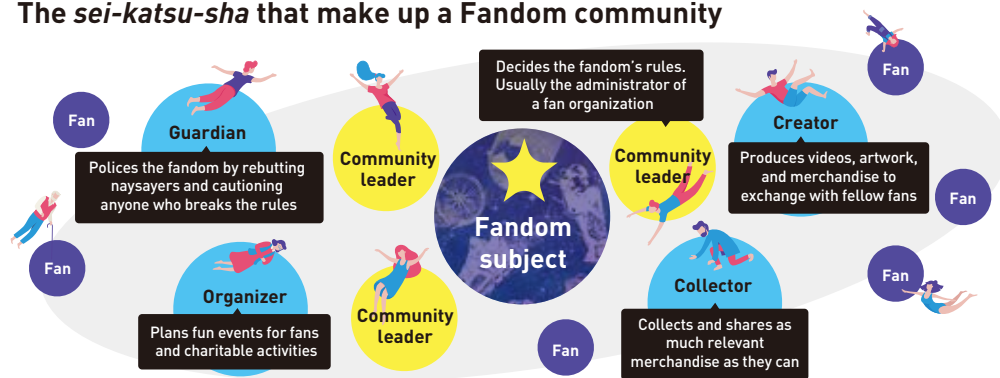 The sei-katsu-sha that make up a Fandom community
Fan
Guardian
Polices the fandom by rebutting
naysayers and cautioning
anyone who breaks the rules
Community
leader
Decides the fandom's rules.
Usually the administrator of
a fan organization
Community
leader
Creator
Produces videos, artwork,
and merchandise to
exchange with fellow fans
Fan
Fan
Fandom
subject
Fan
Organizer
Plans fun events for fans
and charitable activities
Community
leader
Fan
Collector
Collects and shares as
much relevant
merchandise as they can
Fan